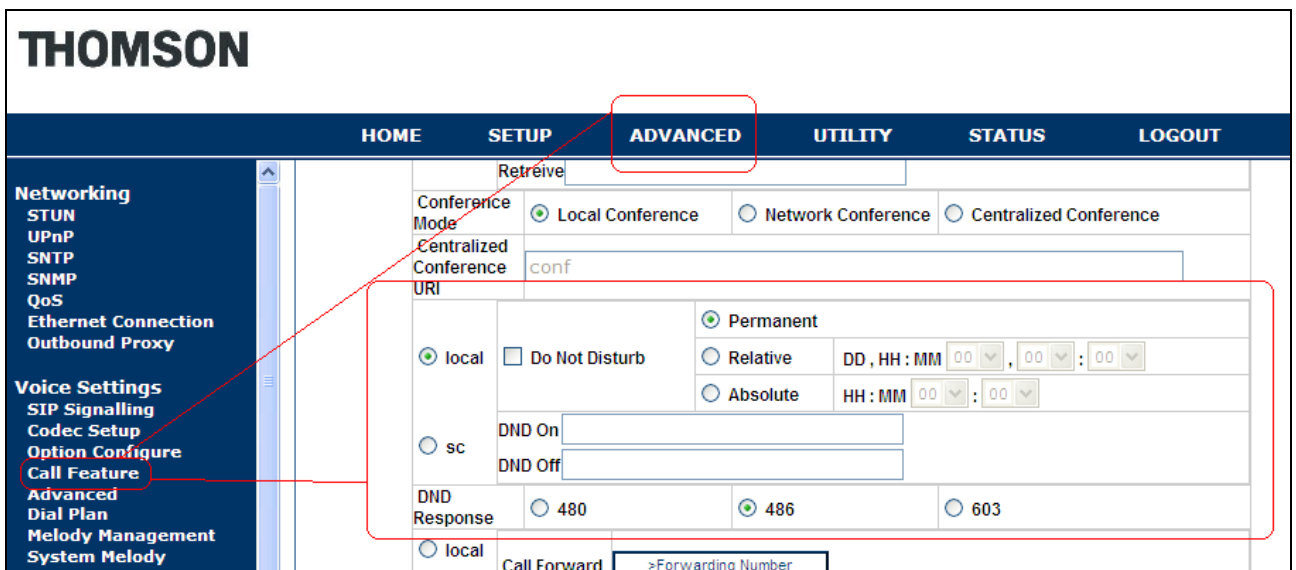 THOMSON
HOME SETUP ADVANCED UTILITY STATUS LOGOUT
Networking
STUN
UPnP
SNTP
SNMP
QoS
Ethernet Connection
Outbound Proxy
Voice Settings
SIP Signalling
Codec Setup
Option Configure
Call Feature
Advanced
Dial Plan
Melody Management
System Melody
Retreive
Conference
Mode
Local Conference Network Conference Centralized Conference
Centralized
Conference
URI
conf
local Do Not Disturb
Permanent
Relative DD , HH : MM 00 , 00 : 00
Absolute HH : MM 00 : 00
sc
DND On
DND Off
DND
Response
480 486 603
local
Call Forward >Forwarding Number